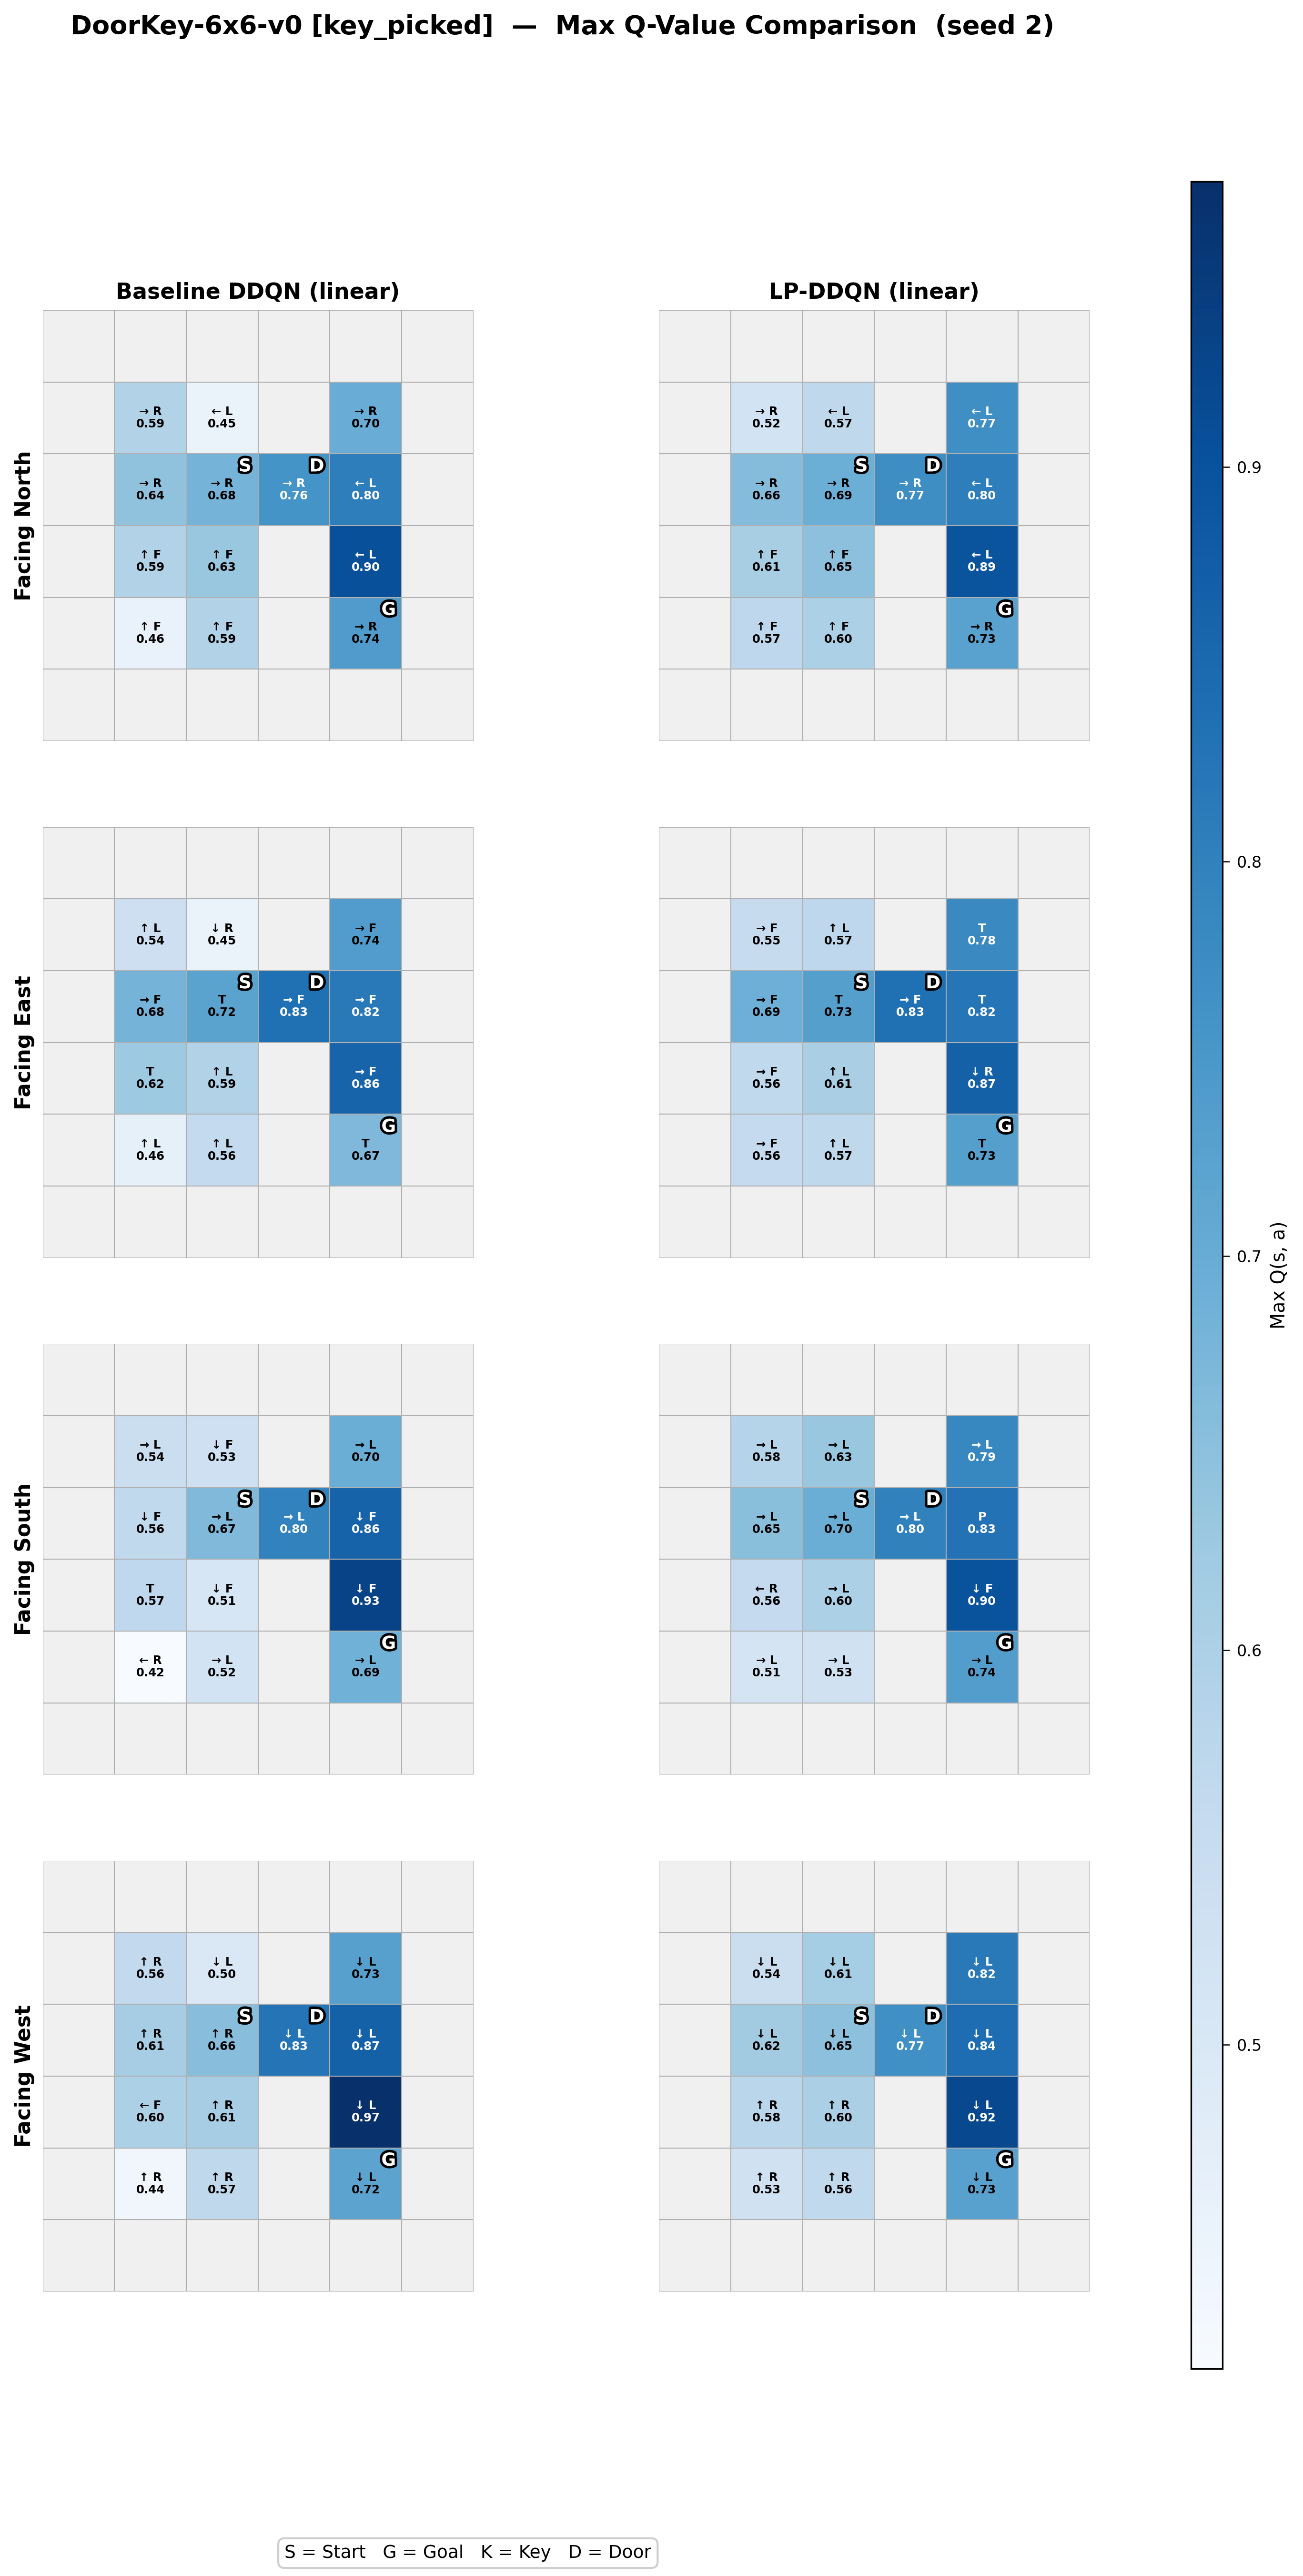 DoorKey-6x6-v0 [key_picked] — Max Q-Value Comparison (seed 2)
Baseline DDQN (linear)
LP-DDQN (linear)
Facing North
→ R ← L → R
0.59 0.45 0.70
S D
→ R → R → R ← L
0.64 0.68 0.76 0.80
↑ F ↑ F ← L
0.59 0.63 0.90
G
↑ F ↑ F → R
0.46 0.59 0.74
→ R ← L ← L
0.52 0.57 0.77
S D
→ R → R → R ← L
0.66 0.69 0.77 0.80
↑ F ↑ F ← L
0.61 0.65 0.89
G
↑ F ↑ F → R
0.57 0.60 0.73
Facing East
↑ L ↓ R → F
0.54 0.45 0.74
S D
→ F T → F → F
0.68 0.72 0.83 0.82
T ↑ L → F
0.62 0.59 0.86
G
↑ L ↑ L T
0.46 0.56 0.67
→ F ↑ L T
0.55 0.57 0.78
S D
→ F T → F T
0.69 0.73 0.83 0.82
→ F ↑ L ↓ R
0.56 0.61 0.87
G
→ F ↑ L T
0.56 0.57 0.73
Facing South
→ L ↓ F → L
0.54 0.53 0.70
S D
↓ F → L → L ↓ F
0.56 0.67 0.80 0.86
T ↓ F ↓ F
0.57 0.51 0.93
G
← R → L → L
0.42 0.52 0.69
→ L → L → L
0.58 0.63 0.79
S D
→ L → L → L P
0.65 0.70 0.80 0.83
← R → L ↓ F
0.56 0.60 0.90
G
→ L → L → L
0.51 0.53 0.74
Facing West
↑ R ↓ L ↓ L
0.56 0.50 0.73
S D
↑ R ↑ R ↓ L ↓ L
0.61 0.66 0.83 0.87
← F ↑ R ↓ L
0.60 0.61 0.97
G
↑ R ↑ R ↓ L
0.44 0.57 0.72
↓ L ↓ L ↓ L
0.54 0.61 0.82
S D
↓ L ↓ L ↓ L ↓ L
0.62 0.65 0.77 0.84
↑ R ↑ R ↓ L
0.58 0.60 0.92
G
↑ R ↑ R ↓ L
0.53 0.56 0.73
0.9
0.8
0.7
0.6
0.5
Max Q(s, a)
S = Start G = Goal K = Key D = Door